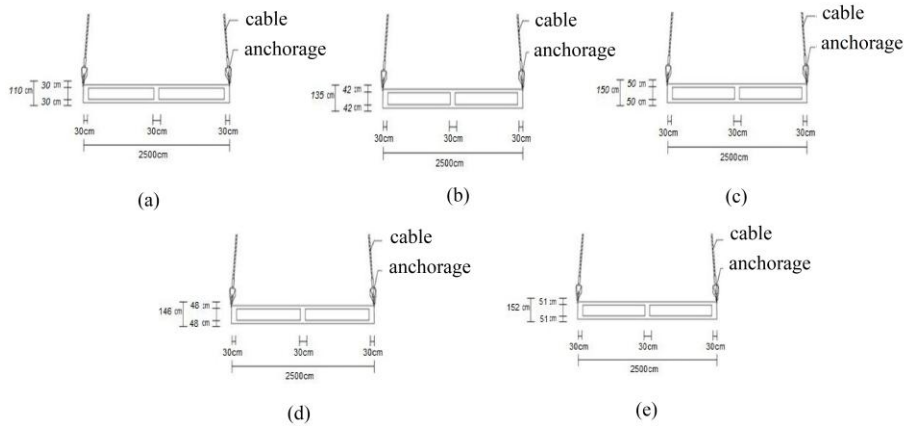 cable
anchorage
110 cm
30 cm
30 cm
30cm
30cm
30cm
2500cm
(a)
cable
anchorage
135 cm
42 cm
42 cm
30cm
30cm
30cm
2500cm
(b)
cable
anchorage
150 cm
50 cm
50 cm
30cm
30cm
30cm
2500cm
(c)
cable
anchorage
146 cm
48 cm
48 cm
30cm
30cm
30cm
2500cm
(d)
cable
anchorage
152 cm
51 cm
51 cm
30cm
30cm
30cm
2500cm
(e)